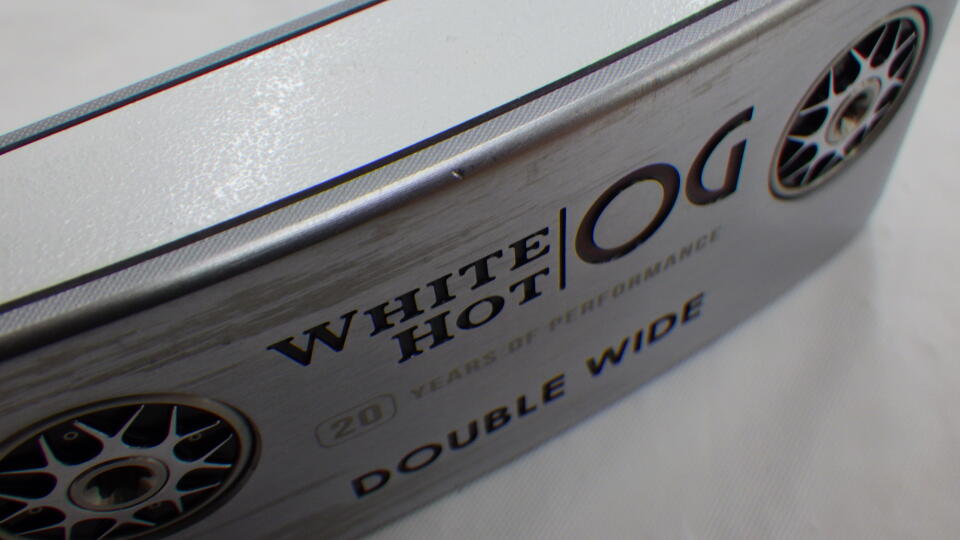 WHITE
HOT
OG
20 YEARS OF PERFORMANCE
DOUBLE WIDE